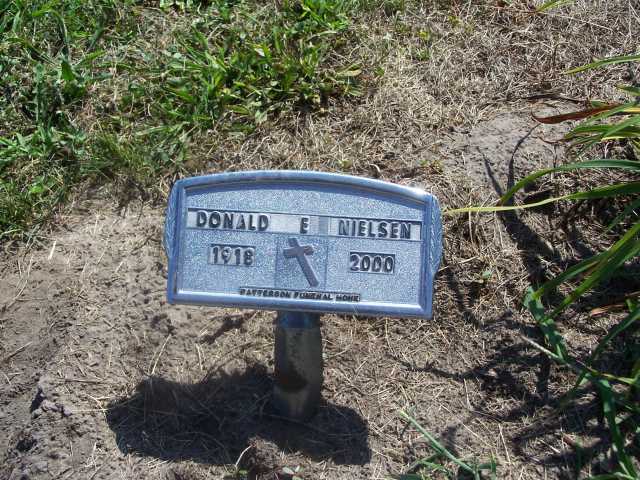 DONALD E NIELSEN
1918 2000
PATTERSON FUNERAL HOME